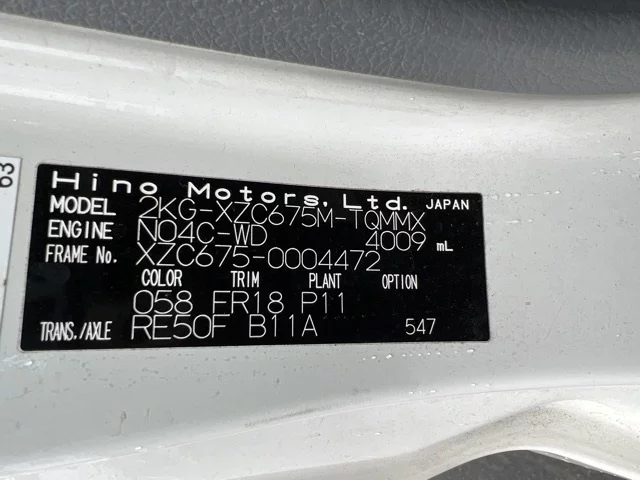 63
Hino Motors, Ltd. JAPAN
MODEL 2KG-XZC675M-TQMMX
ENGINE N04C-WD 4009 mL
FRAME No. XZC675-0004472
COLOR TRIM PLANT OPTION
058 FR18 P11
TRANS./AXLE RE50F B11A 547